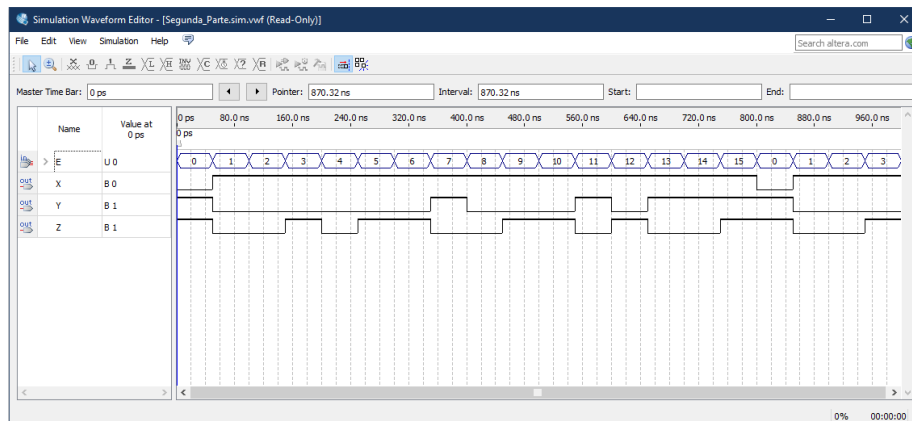 Simulation Waveform Editor - [Segunda_Parte.sim.vwf (Read-Only)]
File Edit View Simulation Help
Search altera.com
Master Time Bar: 0 ps Pointer: 870.32 ns Interval: 870.32 ns Start: End:
Name Value at 0 ps
0 ps 80.0 ns 160.0 ns 240.0 ns 320.0 ns 400.0 ns 480.0 ns 560.0 ns 640.0 ns 720.0 ns 800.0 ns 880.0 ns 960.0 ns
0 ps
in E U 0 0 1 2 3 4 5 6 7 8 9 10 11 12 13 14 15 0 1 2 3
out X B 0
out Y B 1
out Z B 1
0% 00:00:00